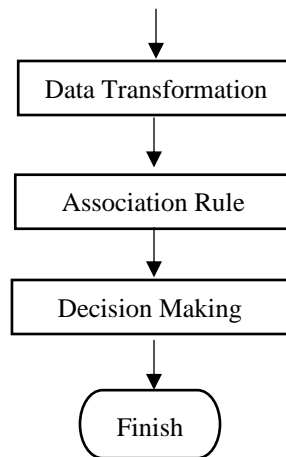 Data Transformation
Association Rule
Decision Making
Finish